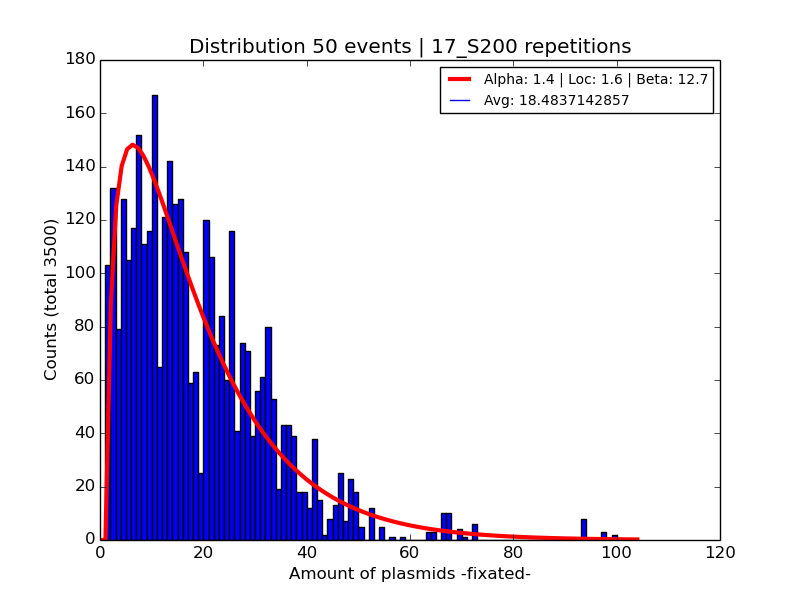 Distribution 50 events | 17_S200 repetitions
Alpha: 1.4 | Loc: 1.6 | Beta: 12.7
Avg: 18.4837142857
180
160
140
120
100
80
60
40
20
0
Counts (total 3500)
0 20 40 60 80 100 120
Amount of plasmids -fixated-